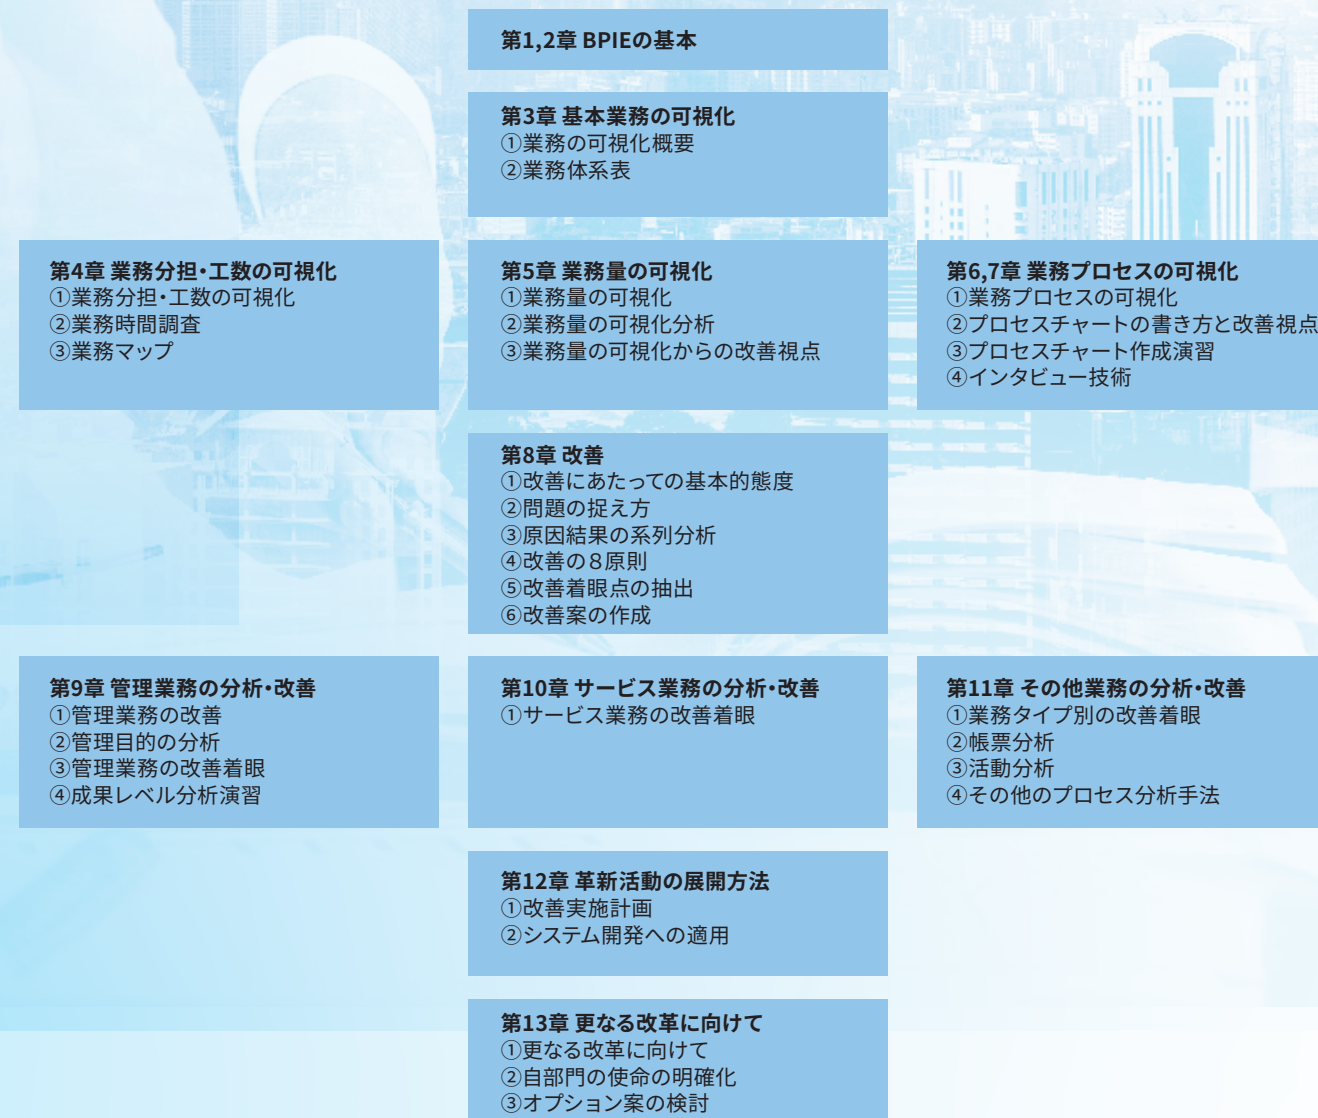 第1,2章 BPIEの基本
第3章 基本業務の可視化
①業務の可視化概要
②業務体系表
第4章 業務分担・工数の可視化
①業務分担・工数の可視化
②業務時間調査
③業務マップ
第5章 業務量の可視化
①業務量の可視化
②業務量の可視化分析
③業務量の可視化からの改善視点
第6,7章 業務プロセスの可視化
①業務プロセスの可視化
②プロセスチャートの書き方と改善視点
③プロセスチャート作成演習
④インタビュー技術
第8章 改善
①改善にあたっての基本的態度
②問題の捉え方
③原因結果の系列分析
④改善の8原則
⑤改善着眼点の抽出
⑥改善案の作成
第9章 管理業務の分析・改善
①管理業務の改善
②管理目的の分析
③管理業務の改善着眼
④成果レベル分析演習
第10章 サービス業務の分析・改善
①サービス業務の改善着眼
第11章 その他業務の分析・改善
①業務タイプ別の改善着眼
②帳票分析
③活動分析
④その他のプロセス分析手法
第12章 革新活動の展開方法
①改善実施計画
②システム開発への適用
第13章 更なる改革に向けて
①更なる改革に向けて
②自部門の使命の明確化
③オプション案の検討